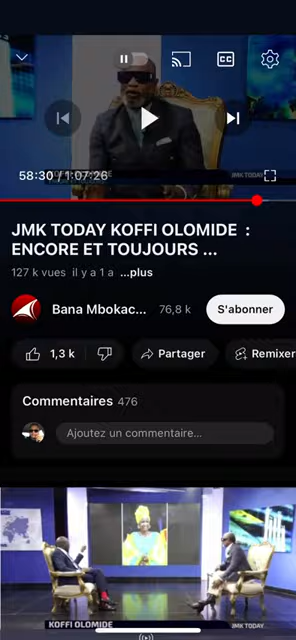 CC
58:30 / 1:07:26
JMK TODAY
JMK TODAY KOFFI OLOMIDE :
ENCORE ET TOUJOURS ...
127 k vues il y a 1 a ...plus
Bana Mbokac... 76,8 k S'abonner
1,3 k Partager Remixer
Commentaires 476
Ajoutez un commentaire...
KOFFI OLOMIDE JMK TODAY